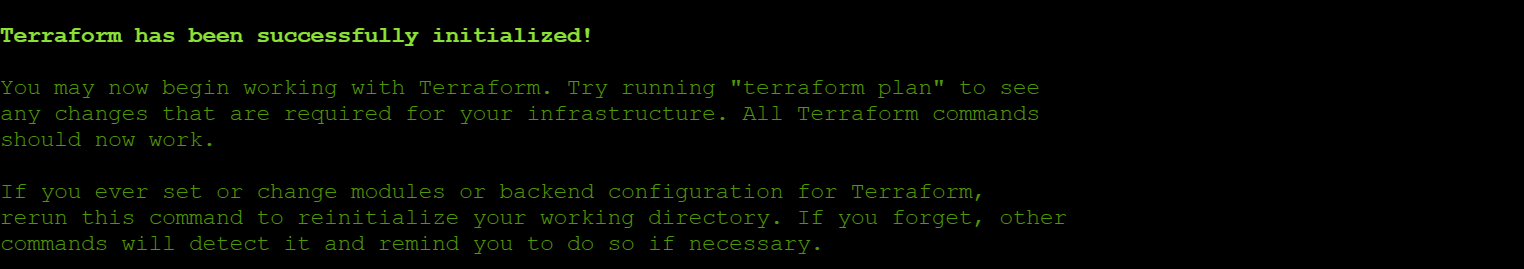 Terraform has been successfully initialized!
You may now begin working with Terraform. Try running "terraform plan" to see
any changes that are required for your infrastructure. All Terraform commands
should now work.
If you ever set or change modules or backend configuration for Terraform,
rerun this command to reinitialize your working directory. If you forget, other
commands will detect it and remind you to do so if necessary.